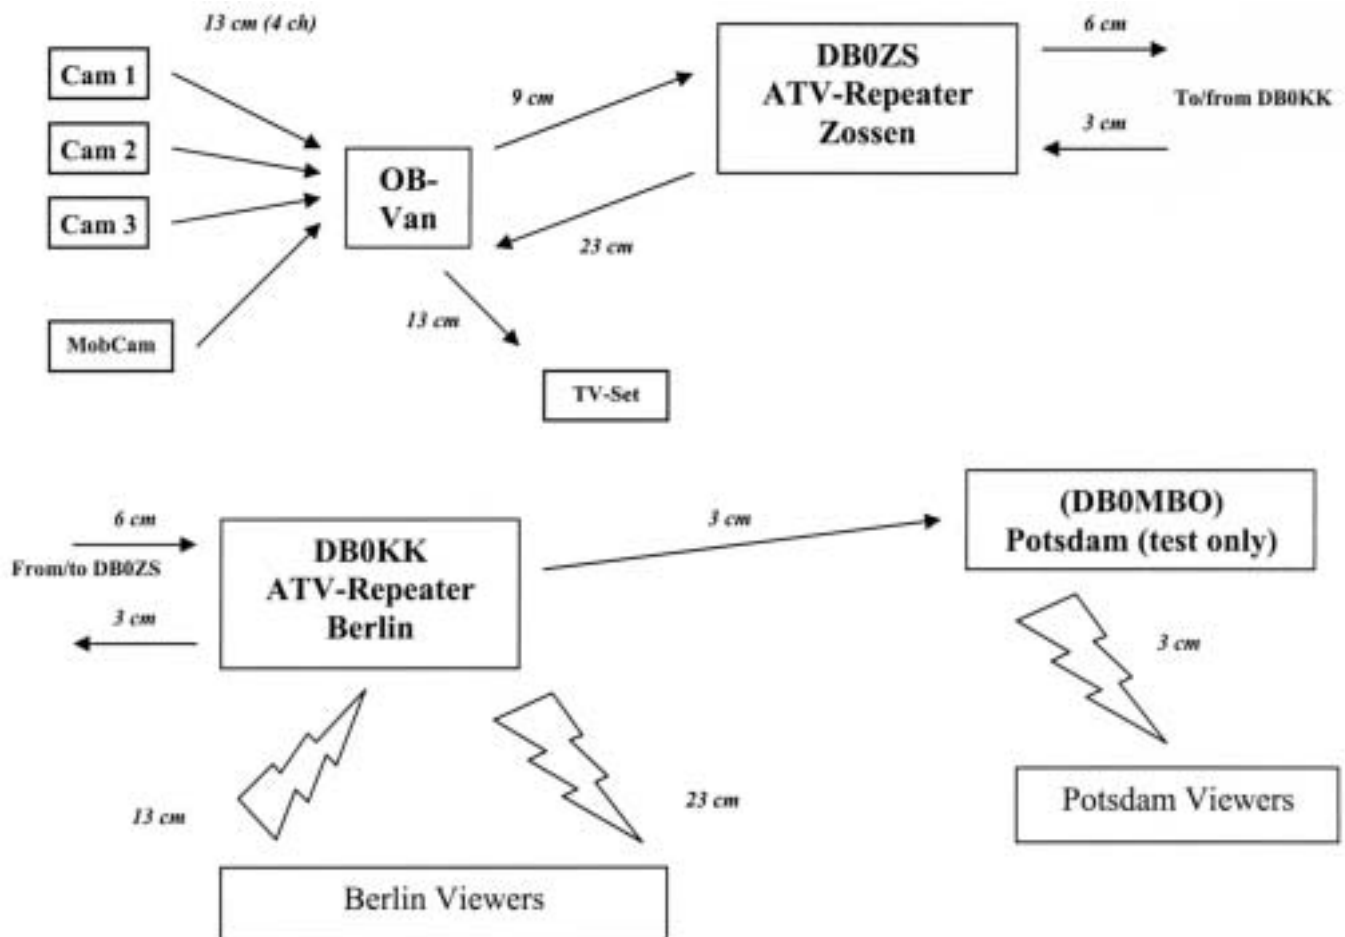 13 cm (4 ch)
Cam 1
Cam 2
Cam 3
MobCam
OB-
Van
9 cm
23 cm
13 cm
TV-Set
DB0ZS
ATV-Repeater
Zossen
6 cm
To/from DB0KK
3 cm
6 cm
From/to DB0ZS
3 cm
DB0KK
ATV-Repeater
Berlin
3 cm
(DB0MBO)
Potsdam (test only)
3 cm
Potsdam Viewers
13 cm
23 cm
Berlin Viewers